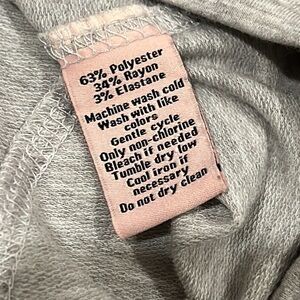 63% Polyester
34% Rayon
3% Elastane
Machine wash cold
Wash with like
colors
Gentle cycle
Only non-chlorine
Bleach if needed
Tumble dry low
Cool iron if
necessary
Do not dry clean